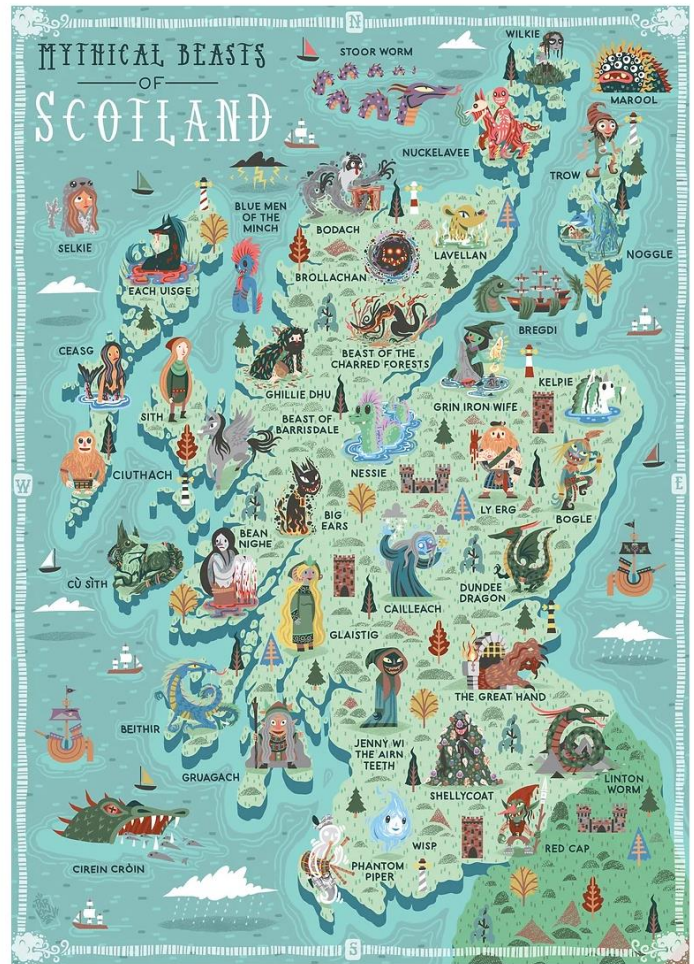 N
MYTHICAL BEASTS
OF
SCOTLAND
STOOR WORM
WILKIE
MAROOL
NUCKELAVEE
TROW
SELKIE
BLUE MEN
OF THE
MINCH
BODACH
LAVELLAN
NOGGLE
BROLLACHAN
EACH UISGE
BREGDI
CEASG
BEAST OF THE
CHARRED FORESTS
SITH
GHILLIE DHU
GRIN IRON WIFE
KELPIE
BEAST OF
BARRISDALE
CIUTHACH
NESSIE
W
E
LY ERG
BOGLE
BIG
EARS
BEAN
NIGHE
CÙ SÌTH
CAILLEACH
DUNDEE
DRAGON
GLAISTIG
THE GREAT HAND
BEITHIR
JENNY WI
THE AIRN
TEETH
GRUAGACH
SHELLYCOAT
LINTON
WORM
CIREIN CRÒIN
WISP
RED CAP
PHANTOM
PIPER
S